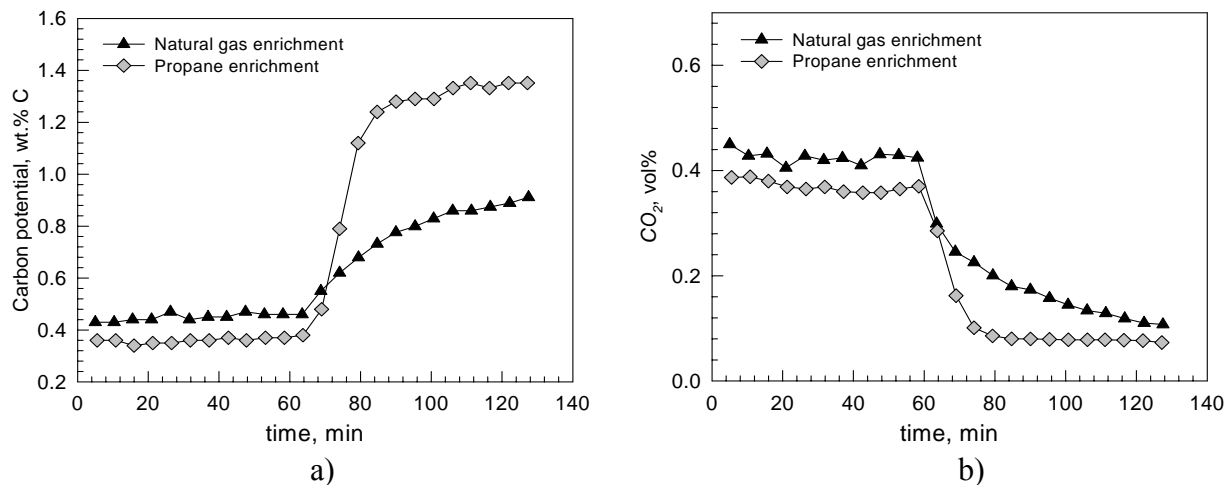 1.6
1.4
1.2
1.0
0.8
0.6
0.4
0.2
Carbon potential, wt.% C
Natural gas enrichment
Propane enrichment
0 20 40 60 80 100 120 140
time, min
a)
0.6
0.4
0.2
0.0
CO2, vol%
Natural gas enrichment
Propane enrichment
0 20 40 60 80 100 120 140
time, min
b)